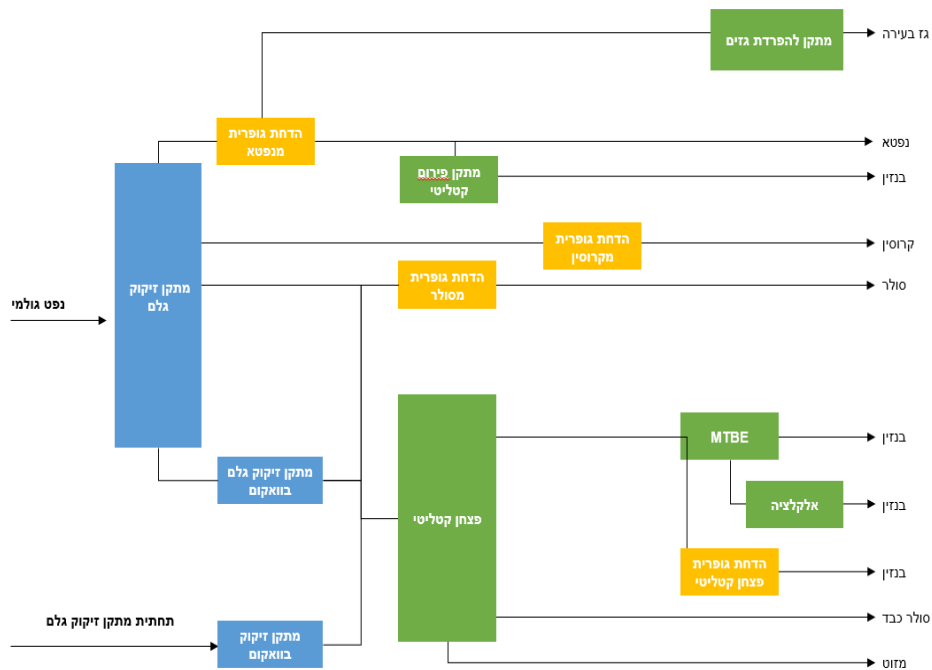 מתקן להפרדת גזים
גז בעירה
הדחת גופרית
מנפטא
נפטא
מתקן פירום
קטליטי
בנזין
הדחת גופרית
מקרוסין
קרוסין
הדחת גופרית
מסולר
סולר
מתקן זיקוק
גלם
נפט גולמי
מתקן זיקוק גלם
בוואקום
פצחן קטליטי
MTBE
בנזין
אלקלציה
בנזין
הדחת גופרית
פצחן קטליטי
בנזין
סולר כבד
תחתית מתקן זיקוק גלם
מתקן זיקוק
בוואקום
מזוט